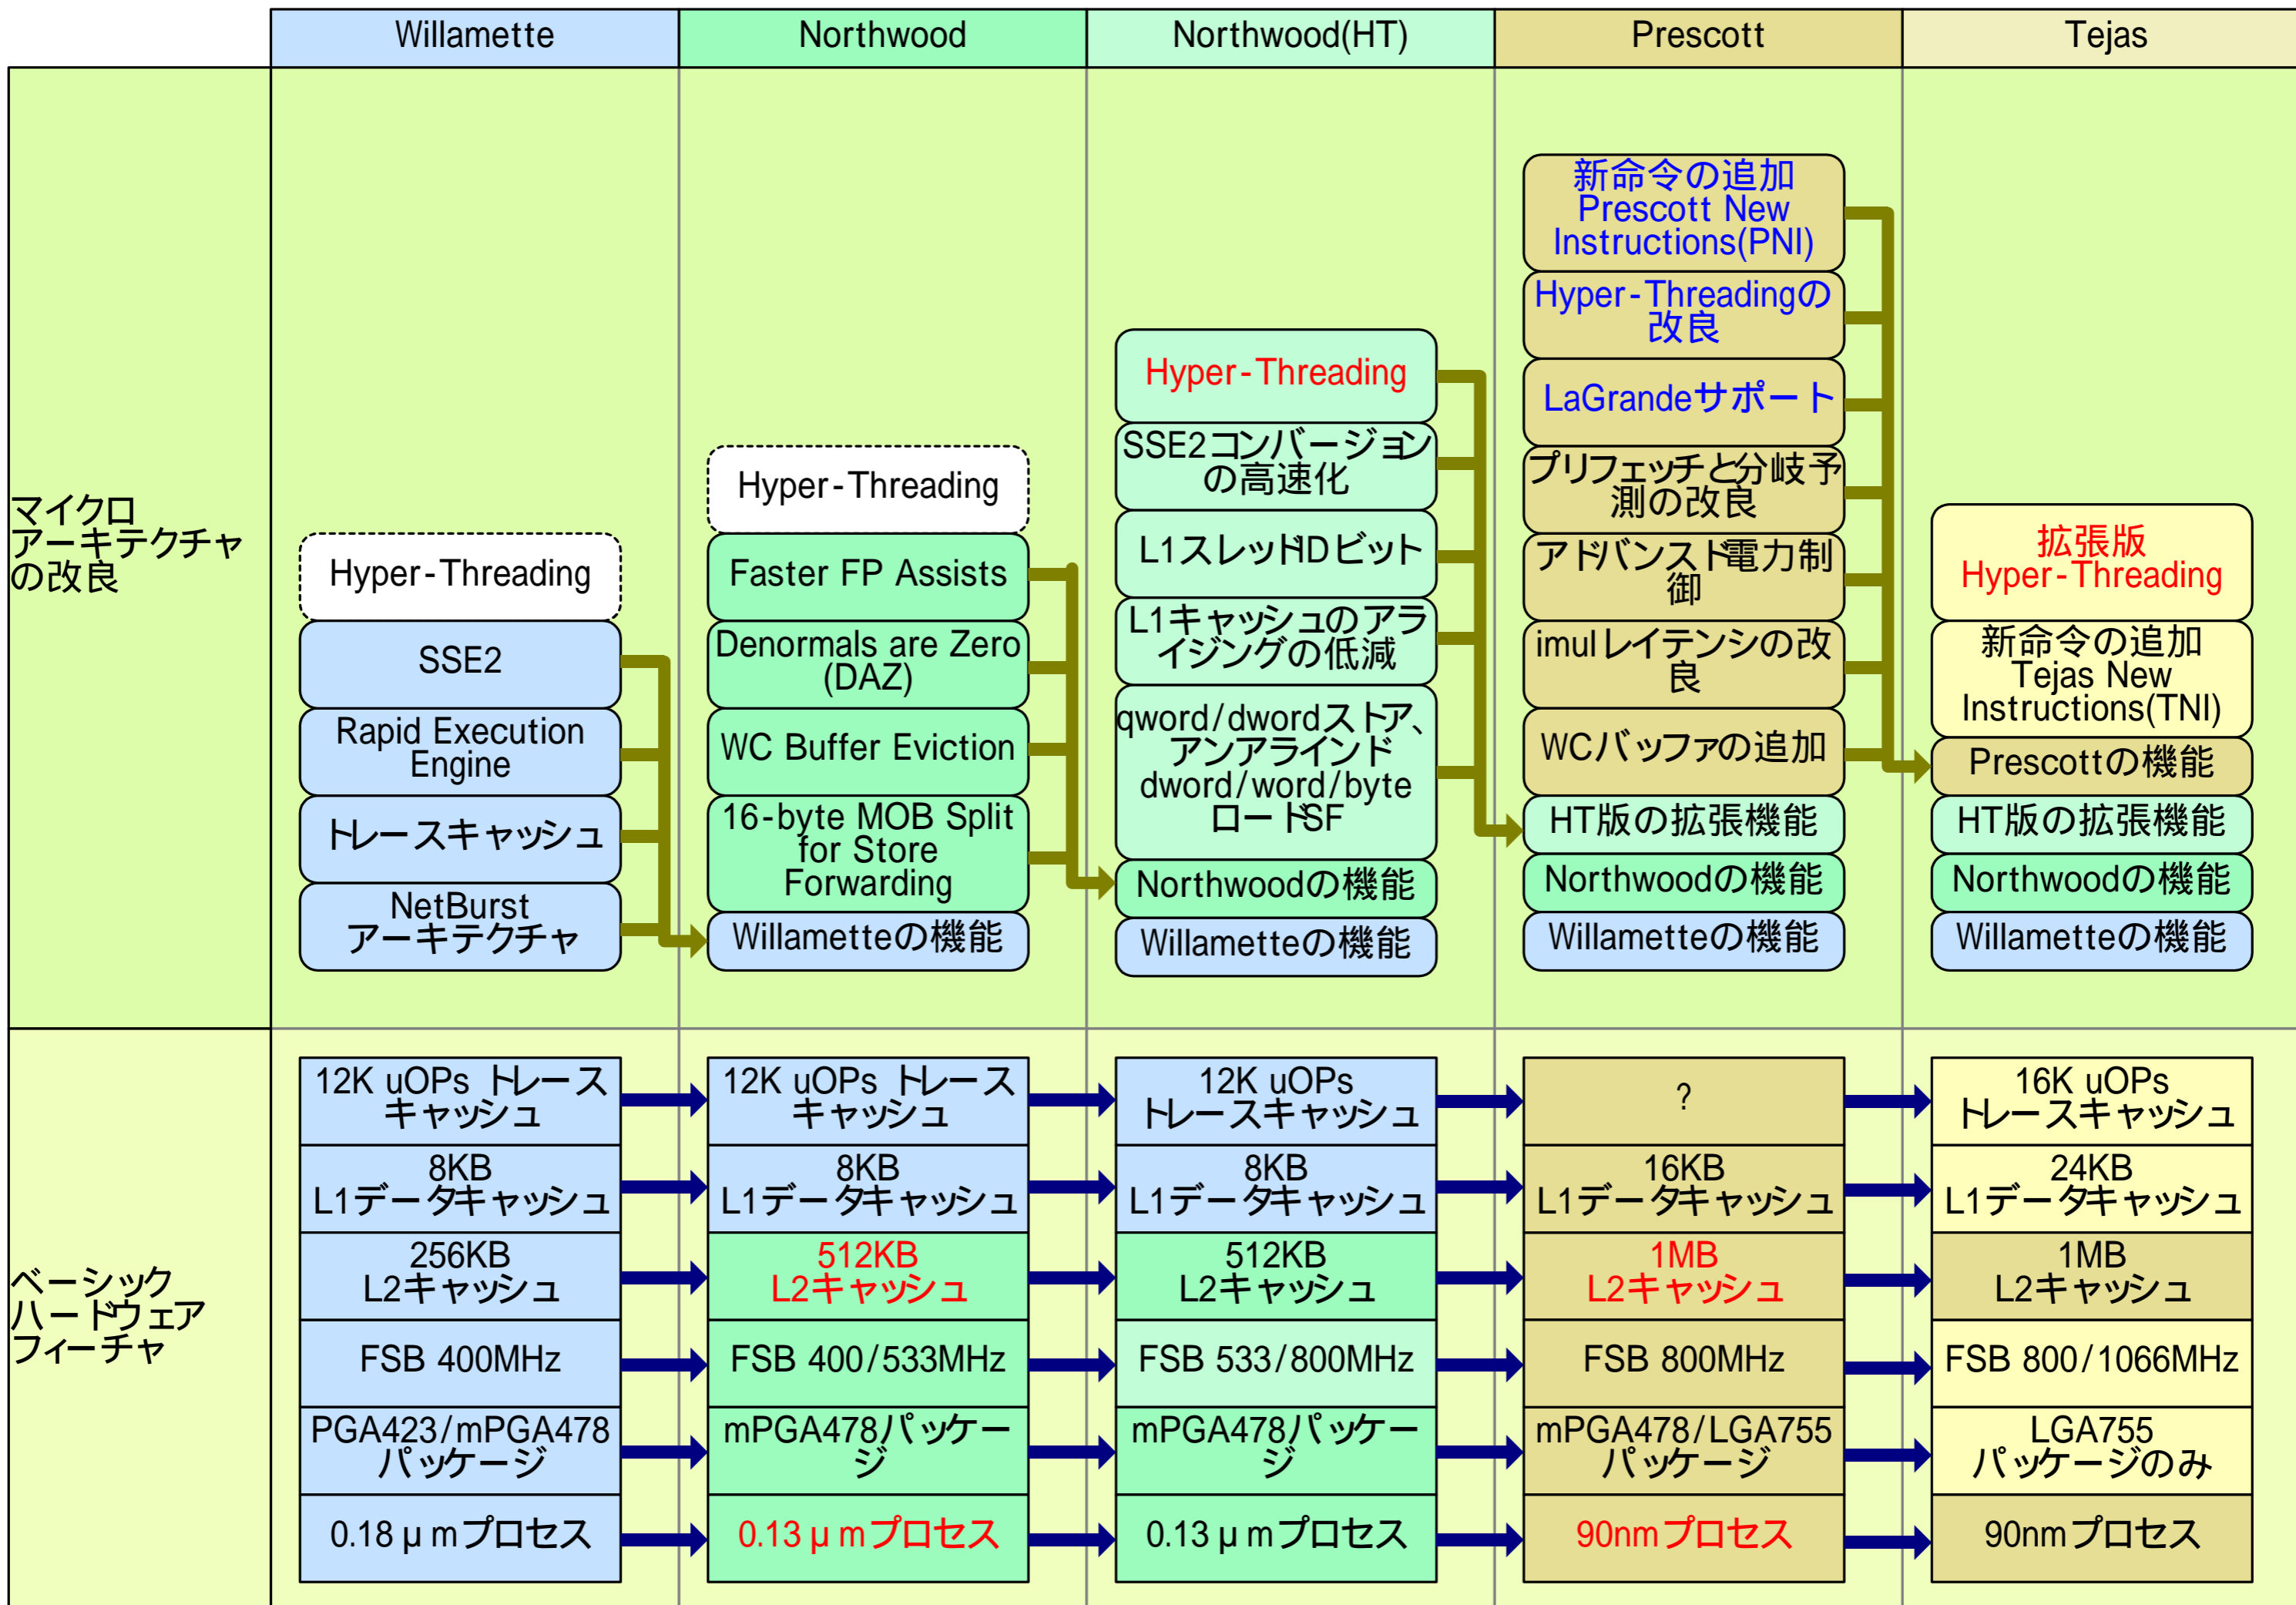 Willamette
Northwood
Northwood(HT)
Prescott
Tejas
マイクロ
アーキテクチャ
の改良
Hyper-Threading
SSE2
Rapid Execution
Engine
トレースキャッシュ
NetBurst
アーキテクチャ
Hyper-Threading
Faster FP Assists
Denormals are Zero
(DAZ)
WC Buffer Eviction
16-byte MOB Split
for Store
Forwarding
Willametteの機能
Hyper-Threading
SSE2コンバージョン
の高速化
L1スレッドIDビット
L1キャッシュのアラ
イジングの低減
qword/dwordストア、
アンアラインド
dword/word/byte
ロードSF
Northwoodの機能
Willametteの機能
新命令の追加
Prescott New
Instructions(PNI)
Hyper-Threadingの
改良
LaGrandeサポート
プリフェッチと分岐予
測の改良
アドバンスド電力制
御
imulレイテンシの改
良
WCバッファの追加
HT版の拡張機能
Northwoodの機能
Willametteの機能
拡張版
Hyper-Threading
新命令の追加
Tejas New
Instructions(TNI)
Prescottの機能
HT版の拡張機能
Northwoodの機能
Willametteの機能
ベーシック
ハードウェア
フィーチャ
12K uOPs トレース
キャッシュ
8KB
L1データキャッシュ
256KB
L2キャッシュ
FSB 400MHz
PGA423/mPGA478
パッケージ
0.18μmプロセス
12K uOPs トレース
キャッシュ
8KB
L1データキャッシュ
512KB
L2キャッシュ
FSB 400/533MHz
mPGA478パッケー
ジ
0.13μmプロセス
12K uOPs
トレースキャッシュ
8KB
L1データキャッシュ
512KB
L2キャッシュ
FSB 533/800MHz
mPGA478パッケー
ジ
0.13μmプロセス
?
16KB
L1データキャッシュ
1MB
L2キャッシュ
FSB 800MHz
mPGA478/LGA755
パッケージ
90nmプロセス
16K uOPs
トレースキャッシュ
24KB
L1データキャッシュ
1MB
L2キャッシュ
FSB 800/1066MHz
LGA755
パッケージのみ
90nmプロセス